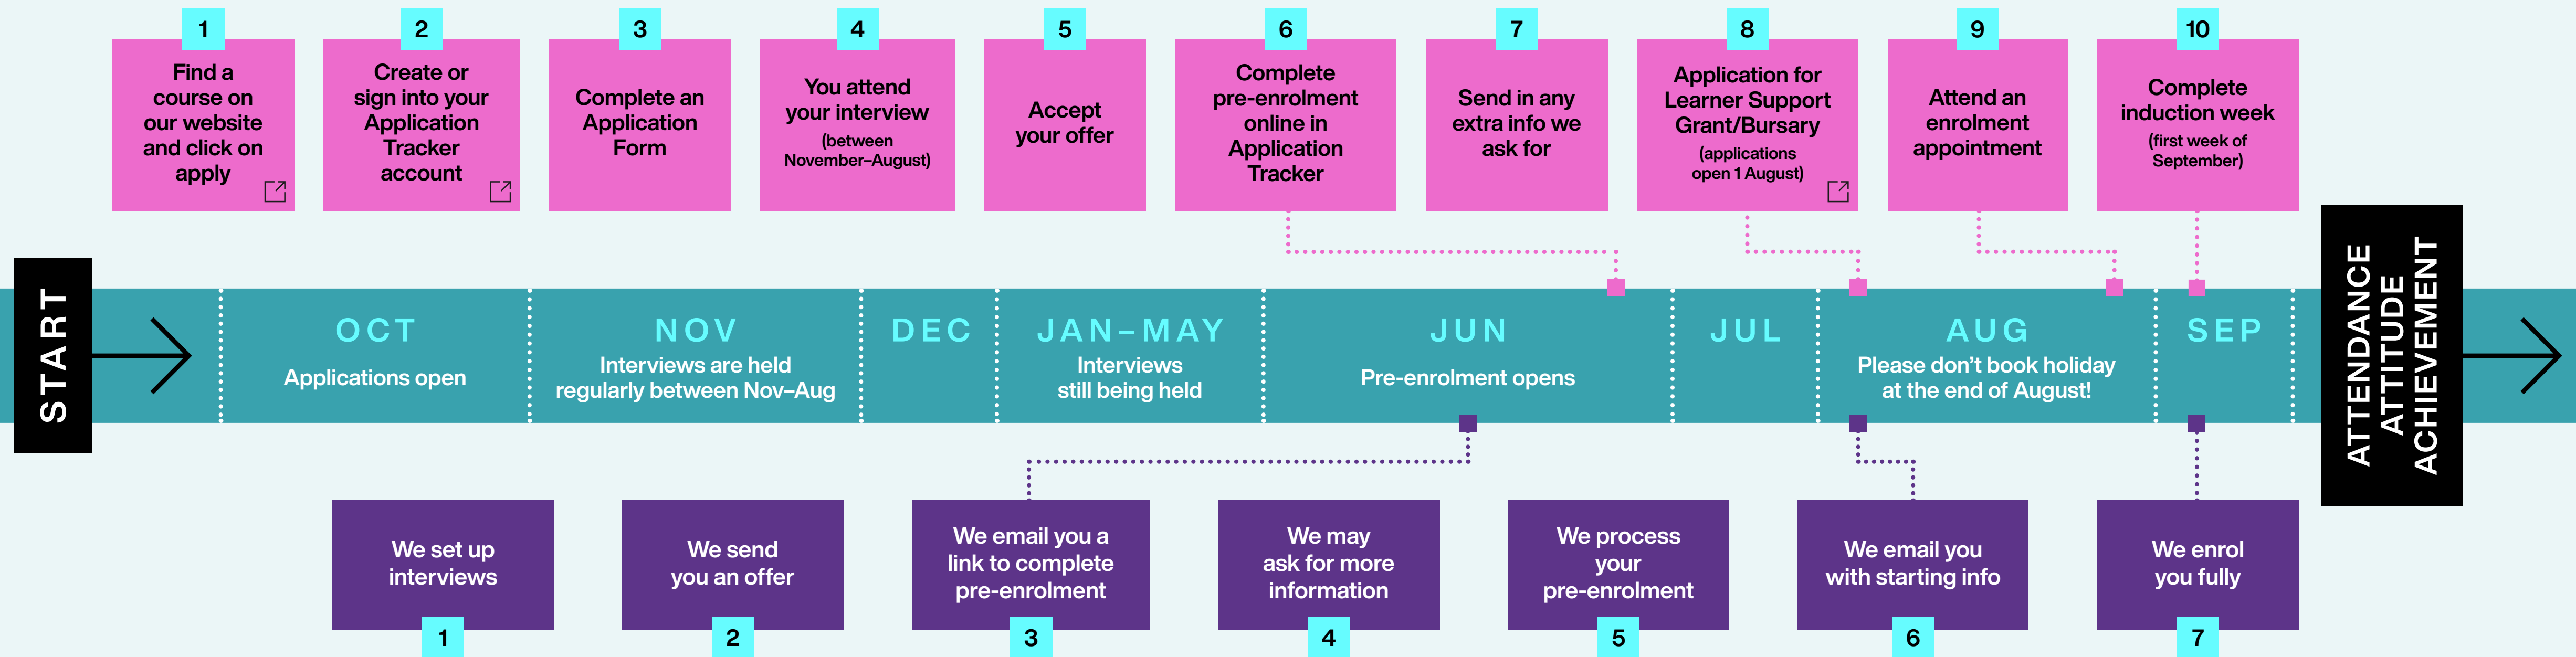 1
Find a
course on
our website
and click on
apply
2
Create or
sign into your
Application
Tracker
account
3
Complete an
Application
Form
4
You attend
your interview
(between
November–August)
5
Accept
your offer
6
Complete
pre-enrolment
online in
Application
Tracker
7
Send in any
extra info we
ask for
8
Application for
Learner Support
Grant/Bursary
(applications
open 1 August)
9
Attend an
enrolment
appointment
10
Complete
induction week
(first week of
September)
START
OCT
Applications open
NOV
Interviews are held
regularly between Nov–Aug
DEC
JAN–MAY
Interviews
still being held
JUN
Pre-enrolment opens
JUL
AUG
Please don’t book holiday
at the end of August!
SEP
ATTENDANCE
ATTITUDE
ACHIEVEMENT
We set up
interviews
1
We send
you an offer
2
We email you a
link to complete
pre-enrolment
3
We may
ask for more
information
4
We process
your
pre-enrolment
5
We email you
with starting info
6
We enrol
you fully
7